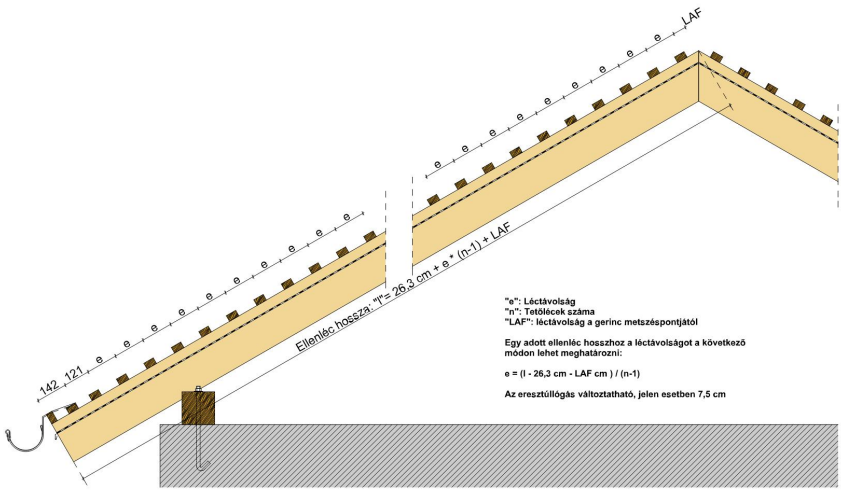 e e e e e e e e e LAF
142 121 e e e e e e e e e e
Ellenléc hossza: "l"= 26,3 cm + e * (n-1) + LAF
"e": Léctávolság
"n": Tetőlécek száma
"LAF": léctávolság a gerinc metszéspontjától
Egy adott ellenléc hosszhoz a léctávolságot a következő
módon lehet meghatározni:
e = (l - 26,3 cm - LAF cm ) / (n-1)
Az eresztúllógás változtatható, jelen esetben 7,5 cm